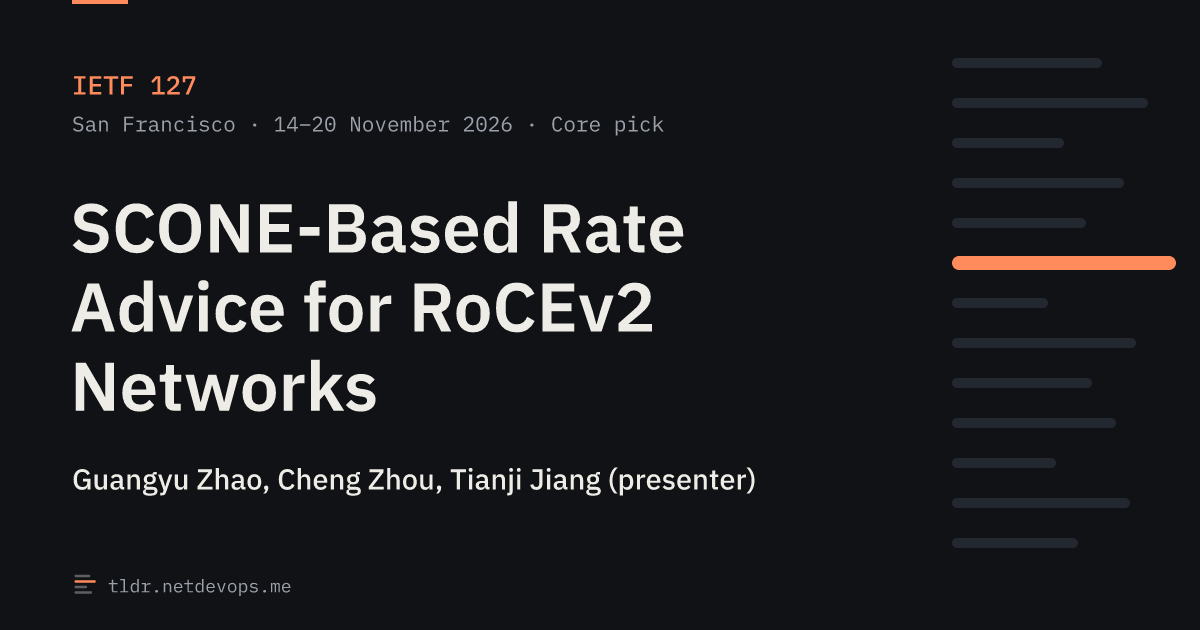 IETF 127
San Francisco · 14–20 November 2026 · Core pick
SCONE-Based Rate
Advice for RoCEv2
Networks
Guangyu Zhao, Cheng Zhou, Tianji Jiang (presenter)
tldr.netdevops.me